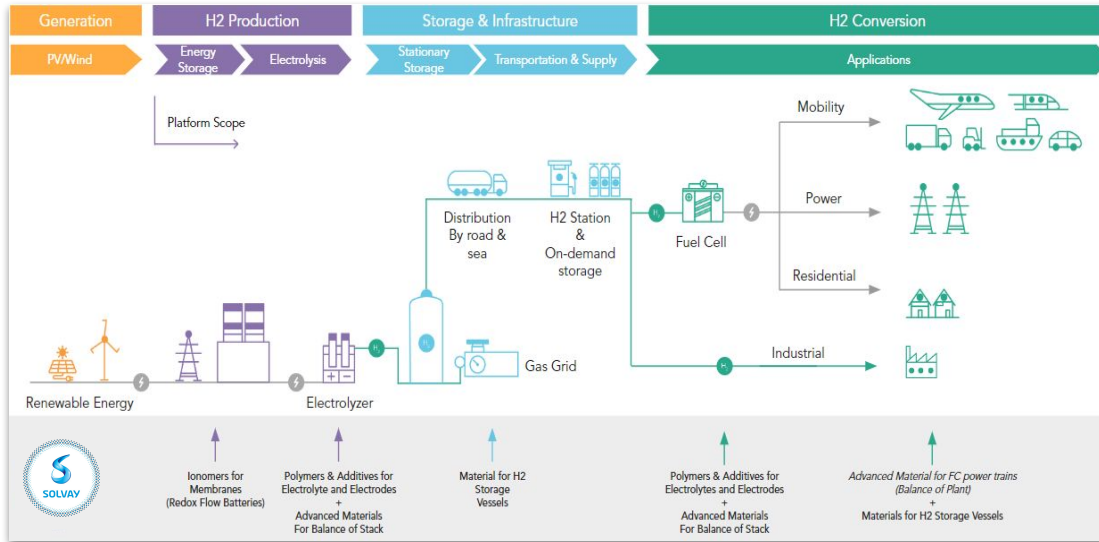 Generation
H2 Production
Storage & Infrastructure
H2 Conversion
PV/Wind
Energy
Storage
Electrolysis
Stationary
Storage
Transportation & Supply
Applications
Platform Scope
Mobility
Distribution
By road &
sea
H2 Station
&
On-demand
storage
H₂
Fuel Cell
Power
Residential
Renewable Energy
Electrolyzer
H₂
H₂
Gas Grid
H₂
Industrial
SOLVAY
Ionomers for
Membranes
(Redox Flow Batteries)
Polymers & Additives for
Electrolyte and Electrodes
+
Advanced Materials
For Balance of Stack
Material for H2
Storage
Vessels
Polymers & Additives for
Electrolytes and Electrodes
+
Advanced Materials
For Balance of Stack
Advanced Material for FC power trains
(Balance of Plant)
+
Materials for H2 Storage Vessels